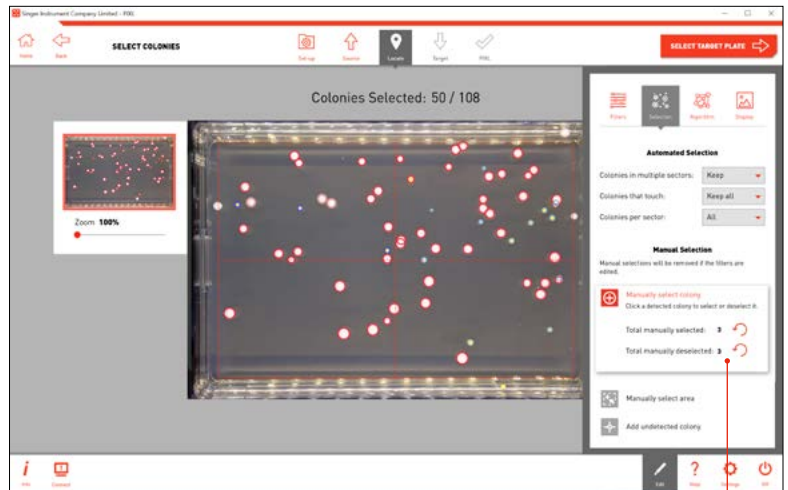 Singer Instrument Company Limited - PIXL
Home
Back
SELECT COLONIES
Set-up
Source
Locate
Target
PIXL
SELECT TARGET PLATE
Colonies Selected: 50 / 108
Zoom 100%
Filters
Selection
Algorithm
Display
Automated Selection
Colonies in multiple sectors: Keep
Colonies that touch: Keep all
Colonies per sector: All
Manual Selection
Manual selections will be removed if the filters are
edited.
Manually select colony
Click a detected colony to select or deselect it.
Total manually selected: 3
Total manually deselected: 3
Manually select area
Add undetected colony
Info
Connect
Edit
Help
Settings
Off